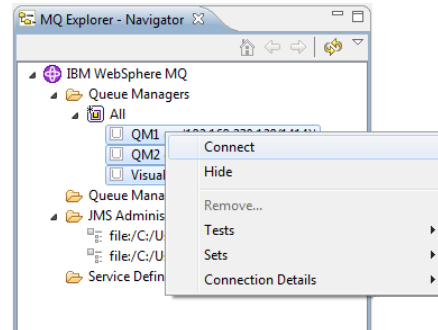 MQ Explorer - Navigator
IBM WebSphere MQ
Queue Managers
All
QM1
QM2
Visual
Connect
Hide
Remove...
Tests
Sets
Connection Details
Queue Mana
JMS Adminis
file:/C:/U
file:/C:/U
Service Defin